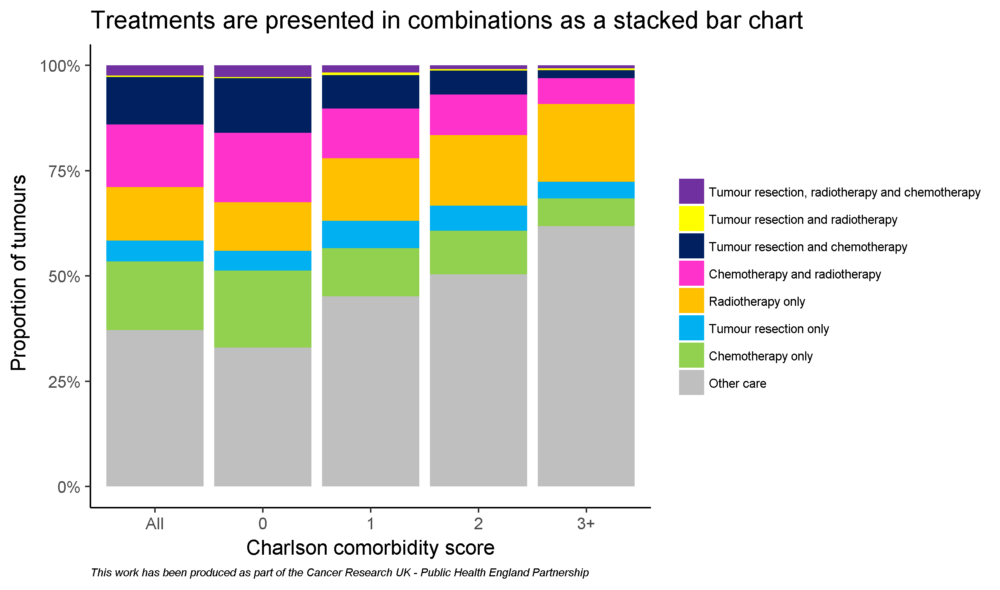 Treatments are presented in combinations as a stacked bar chart
Proportion of tumours
100%
75%
50%
25%
0%
All 0 1 2 3+
Charlson comorbidity score
Tumour resection, radiotherapy and chemotherapy
Tumour resection and radiotherapy
Tumour resection and chemotherapy
Chemotherapy and radiotherapy
Radiotherapy only
Tumour resection only
Chemotherapy only
Other care
This work has been produced as part of the Cancer Research UK - Public Health England Partnership